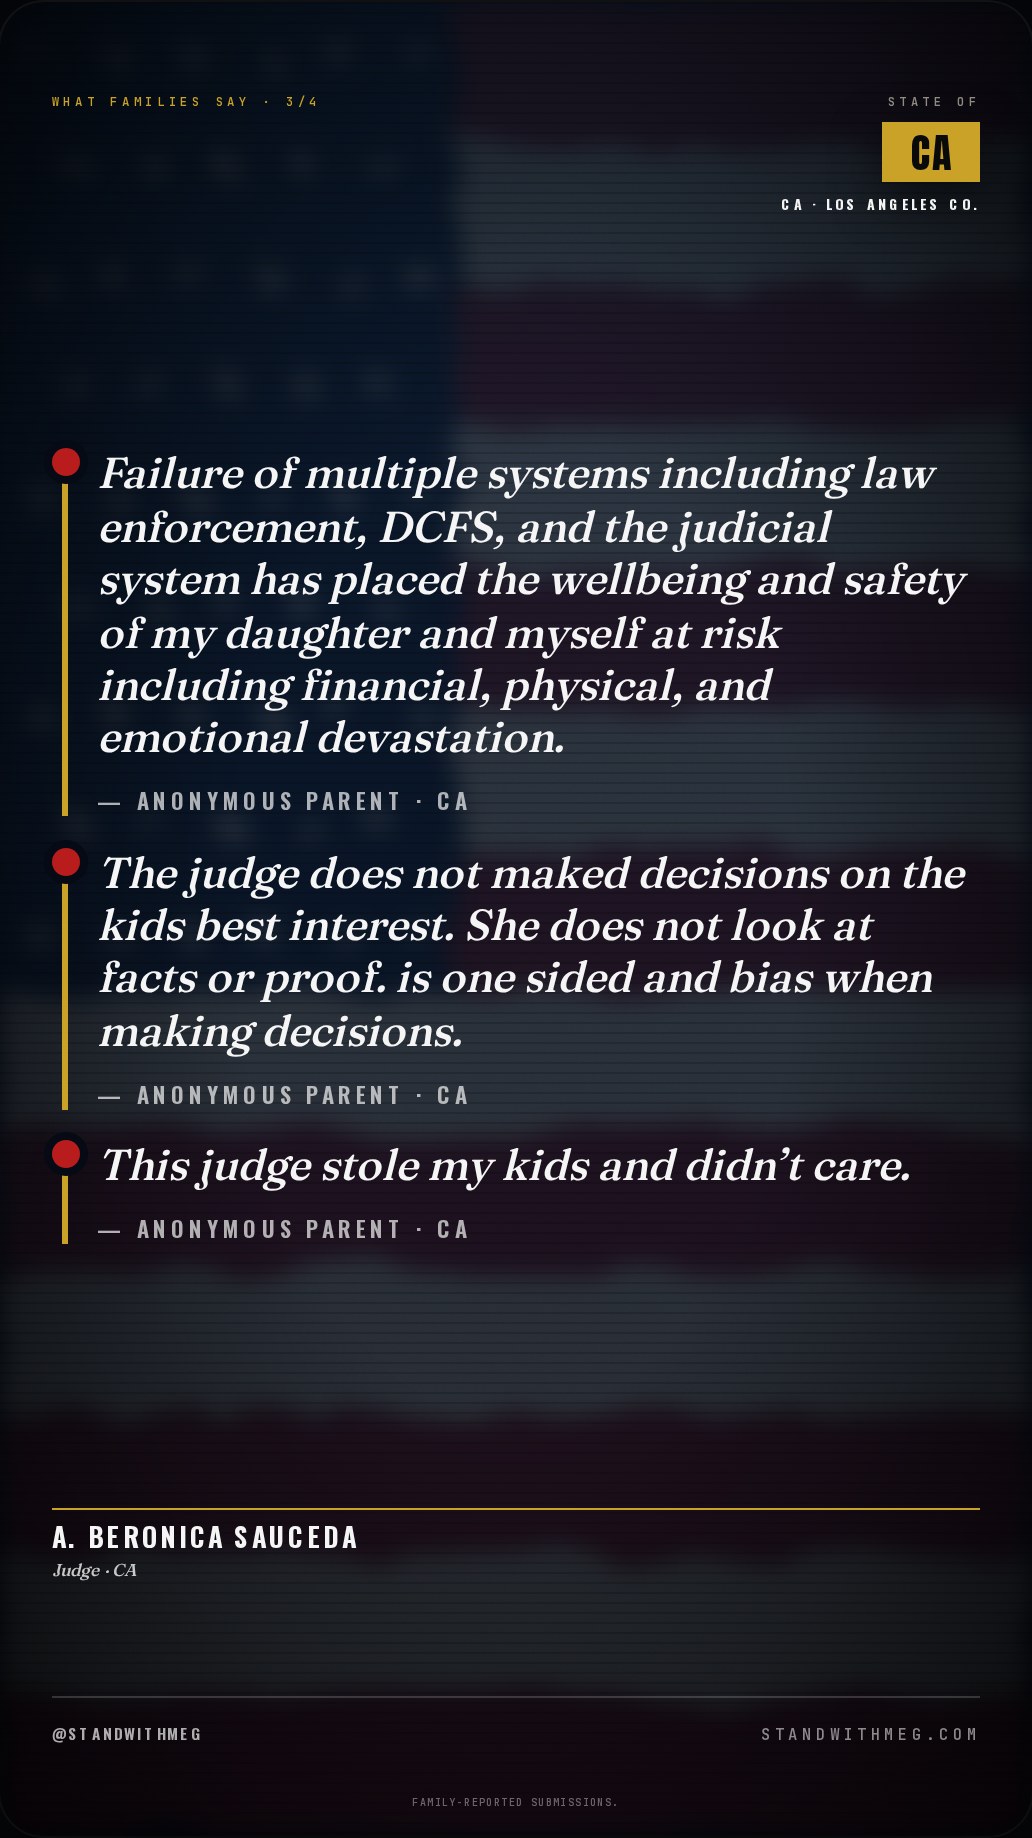 WHAT FAMILIES SAY · 3/4
STATE OF
CA
CA · LOS ANGELES CO.
Failure of multiple systems including law
enforcement, DCFS, and the judicial
system has placed the wellbeing and safety
of my daughter and myself at risk
including financial, physical, and
emotional devastation.
— ANONYMOUS PARENT · CA
The judge does not maked decisions on the
kids best interest. She does not look at
facts or proof. is one sided and bias when
making decisions.
— ANONYMOUS PARENT · CA
This judge stole my kids and didn’t care.
— ANONYMOUS PARENT · CA
A. BERONICA SAUCEDA
Judge · CA
@STANDWITHMEG
STANDWITHMEG.COM
FAMILY-REPORTED SUBMISSIONS.